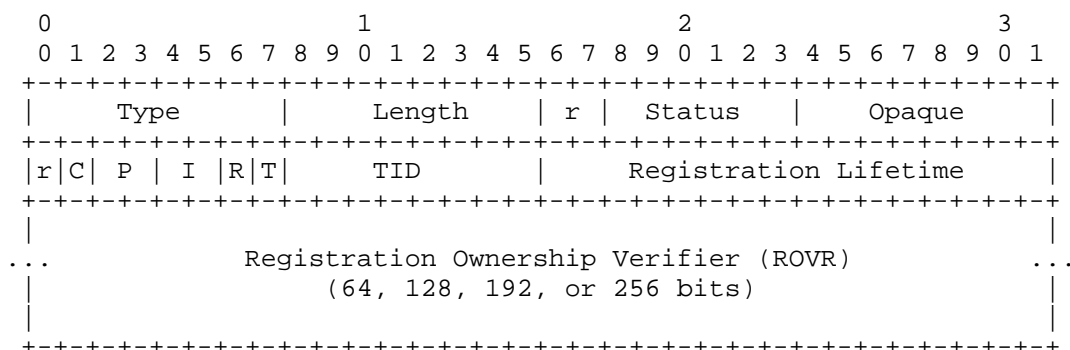 0                   1                   2                   3
 0 1 2 3 4 5 6 7 8 9 0 1 2 3 4 5 6 7 8 9 0 1 2 3 4 5 6 7 8 9 0 1
+-+-+-+-+-+-+-+-+-+-+-+-+-+-+-+-+-+-+-+-+-+-+-+-+-+-+-+-+-+-+-+-+
|     Type      |     Length    | r |  Status   |    Opaque     |
+-+-+-+-+-+-+-+-+-+-+-+-+-+-+-+-+-+-+-+-+-+-+-+-+-+-+-+-+-+-+-+-+
|r|C| P | I |R|T|     TID       |     Registration Lifetime     |
+-+-+-+-+-+-+-+-+-+-+-+-+-+-+-+-+-+-+-+-+-+-+-+-+-+-+-+-+-+-+-+-+
|                                                               |
...            Registration Ownership Verifier (ROVR)           ...
|                  (64, 128, 192, or 256 bits)                  |
|                                                               |
+-+-+-+-+-+-+-+-+-+-+-+-+-+-+-+-+-+-+-+-+-+-+-+-+-+-+-+-+-+-+-+-+